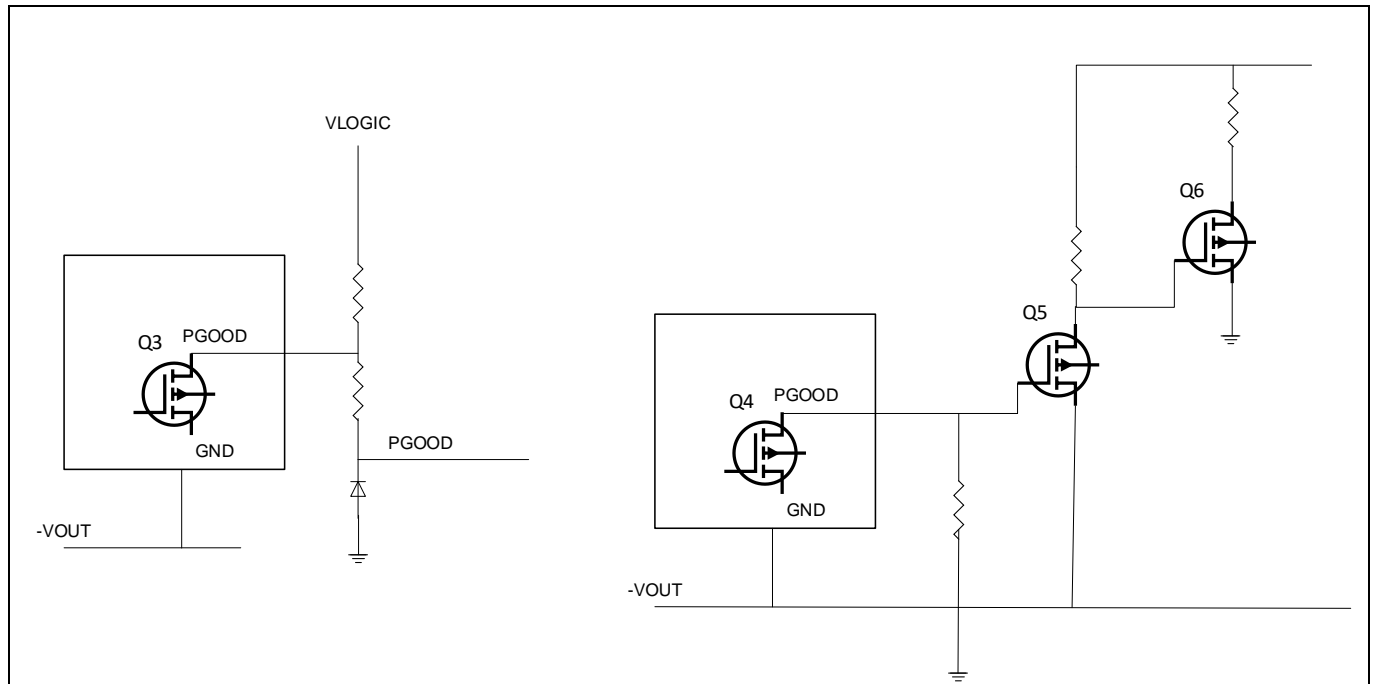 VLOGIC
Q3
PGOOD
GND
PGOOD
-VOUT
Q6
Q5
Q4
PGOOD
GND
-VOUT